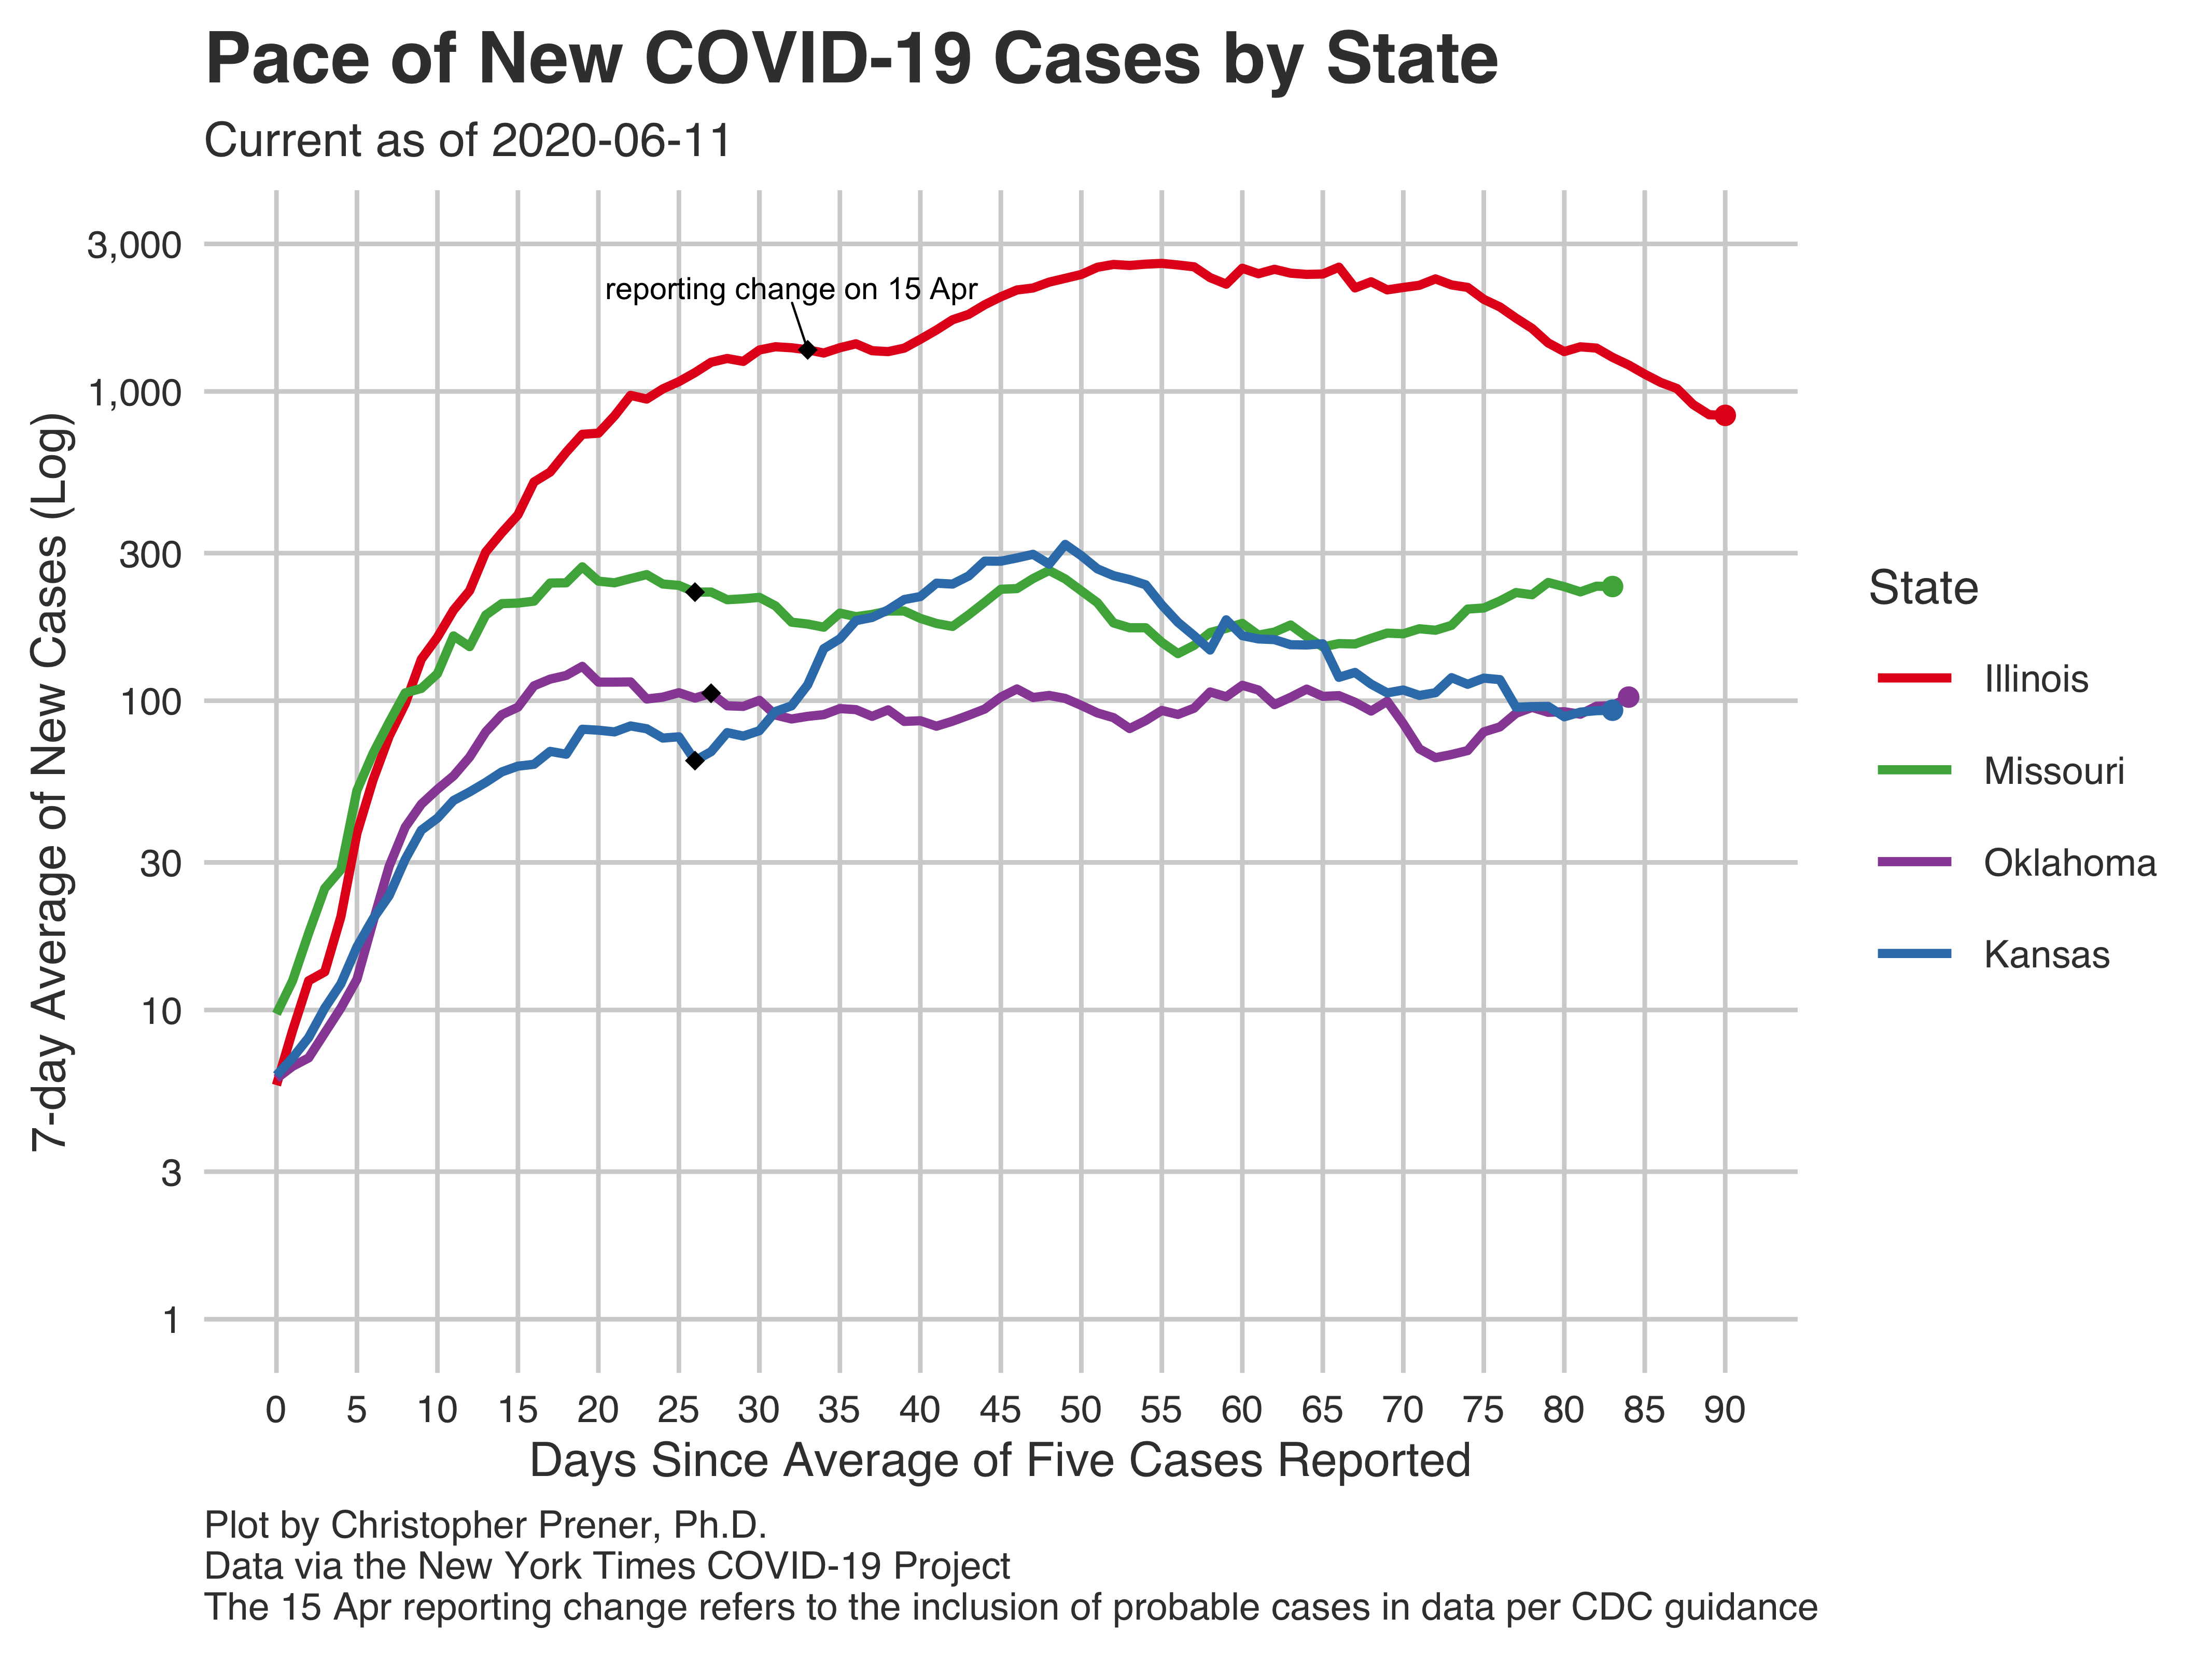 Pace of New COVID-19 Cases by State
Current as of 2020-06-11
7-day Average of New Cases (Log)
3,000
1,000
300
100
30
10
3
1
reporting change on 15 Apr
State
Illinois
Missouri
Oklahoma
Kansas
0 5 10 15 20 25 30 35 40 45 50 55 60 65 70 75 80 85 90
Days Since Average of Five Cases Reported
Plot by Christopher Prener, Ph.D.
Data via the New York Times COVID-19 Project
The 15 Apr reporting change refers to the inclusion of probable cases in data per CDC guidance